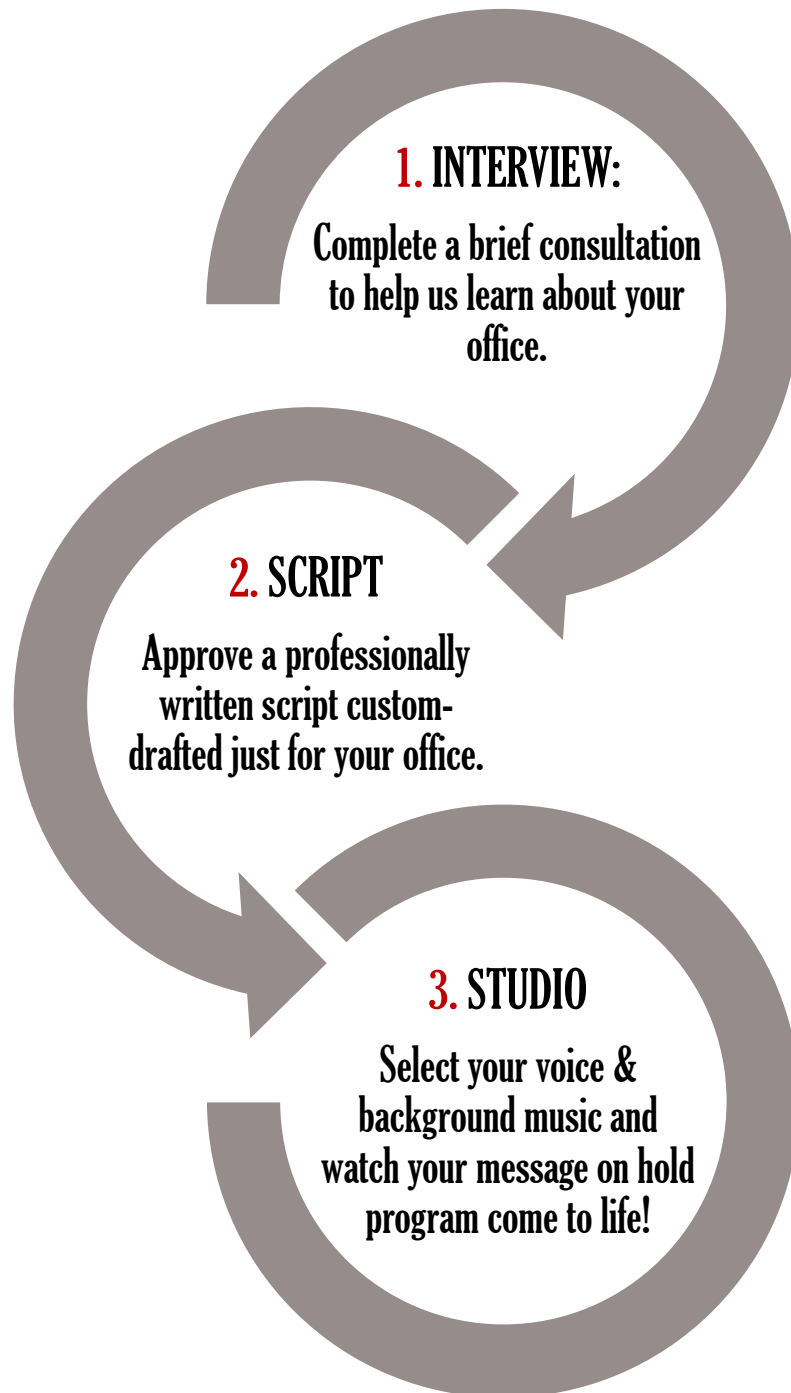 1. INTERVIEW:
Complete a brief consultation
to help us learn about your
office.
2. SCRIPT
Approve a professionally
written script custom-
drafted just for your office.
3. STUDIO
Select your voice &
background music and
watch your message on hold
program come to life!